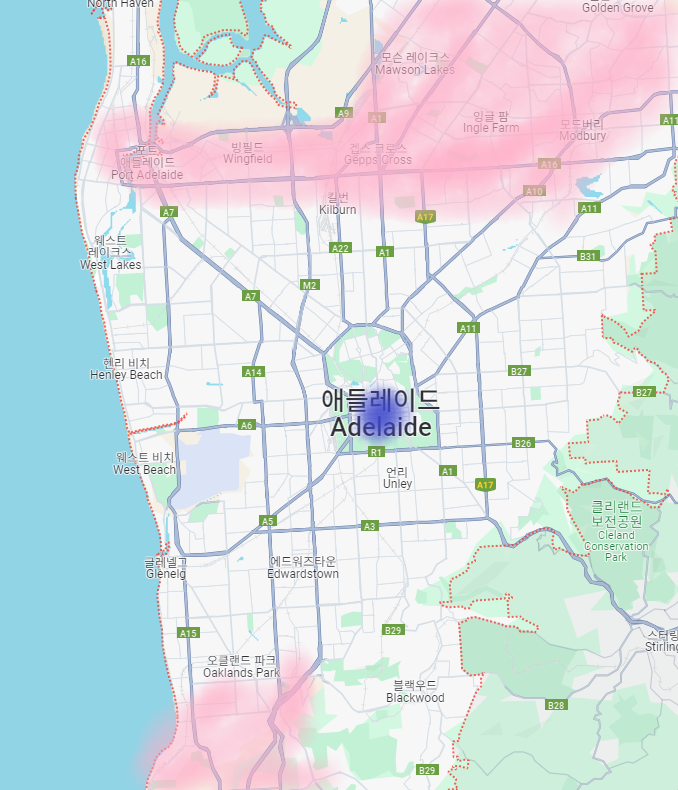 North Haven
Golden Grove
A16
모슨 레이크스
Mawson Lakes
A9
A1
잉글 팜
Ingle Farm
모드버리
Modbury
A11
포트
애들레이드
Port Adelaide
빙필드
Wingfield
겝스 크로스
Gepps Cross
A16
A10
킬번
Kilburn
A7
A17
A11
웨스트
레이크스
West Lakes
A22
A1
B31
M2
A7
A11
헨리 비치
Henley Beach
A14
B27
B27
애들레이드
Adelaide
A6
R1
B26
웨스트 비치
West Beach
언리
Unley
A1
A17
클리랜드
보전공원
Cleland
Conservation
Park
A5
A3
글레넬그
Glenelg
에드워즈타운
Edwardstown
A15
B29
스터링
Stirling
오클랜드 파크
Oaklands Park
블랙우드
Blackwood
B28
B29